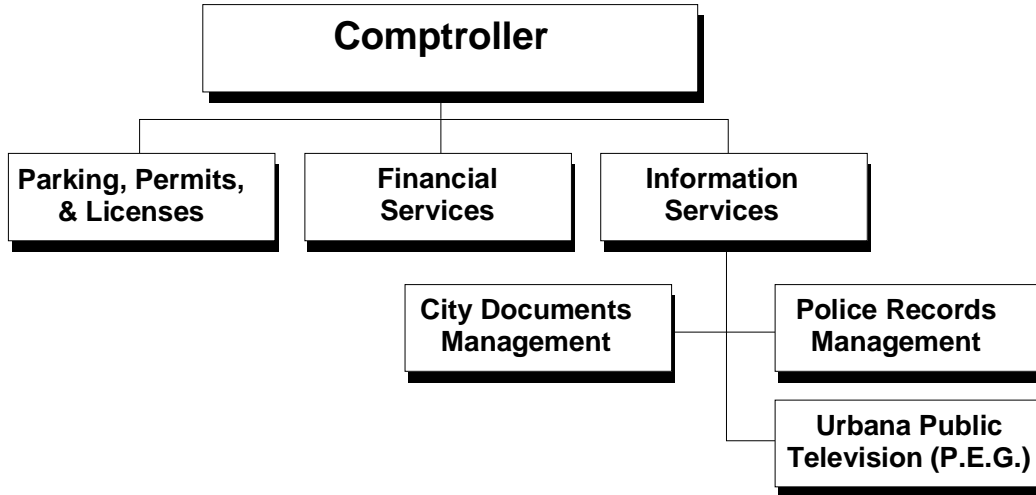 Comptroller
Parking, Permits,
& Licenses
Financial
Services
Information
Services
City Documents
Management
Police Records
Management
Urbana Public
Television (P.E.G.)